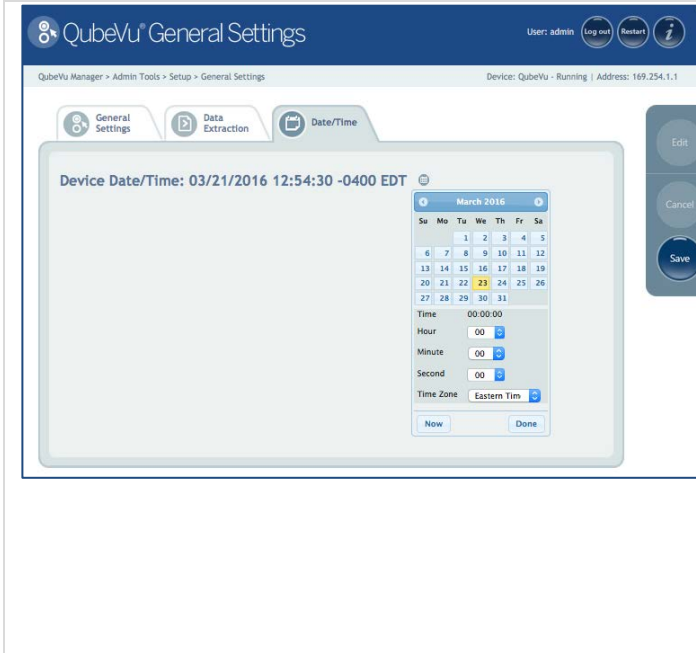 QubeVu® General Settings
User: admin Log out Restart i
QubeVu Manager > Admin Tools > Setup > General Settings
Device: QubeVu - Running | Address: 169.254.1.1
General Settings
Data Extraction
Date/Time
Edit
Cancel
Save
Device Date/Time: 03/21/2016 12:54:30 -0400 EDT
March 2016
Su Mo Tu We Th Fr Sa
1 2 3 4 5
6 7 8 9 10 11 12
13 14 15 16 17 18 19
20 21 22 23 24 25 26
27 28 29 30 31
Time 00:00:00
Hour 00
Minute 00
Second 00
Time Zone Eastern Tim
Now Done